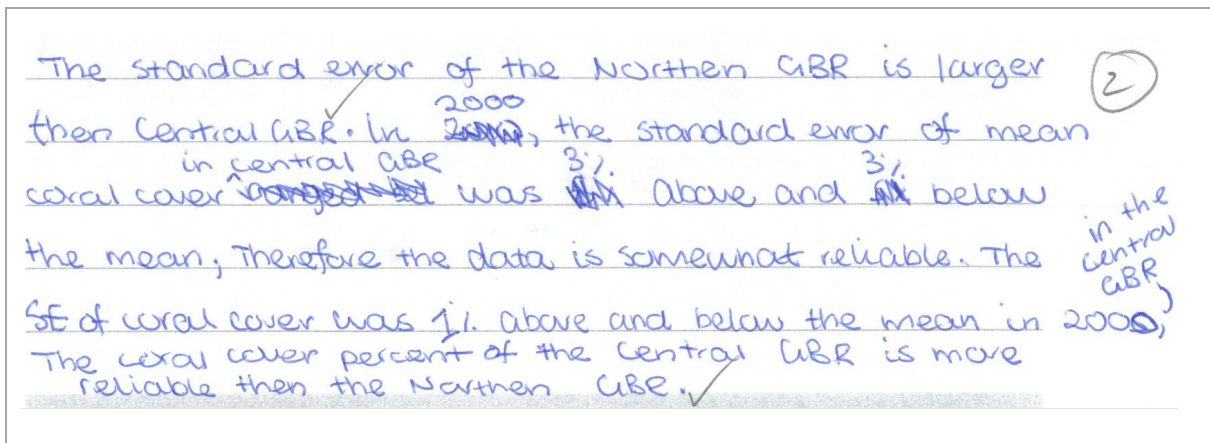 The standard error of the Northen GBR is larger
2
then Central GBR. In 2000, the standard error of mean
coral cover in central GBR was 3% above and 3% below
the mean, Therefore the data is somewhat reliable. The
SE of coral cover was 1% above and below the mean in 2000, in the central GBR
The coral cover percent of the Central GBR is more
reliable then the Northen GBR.